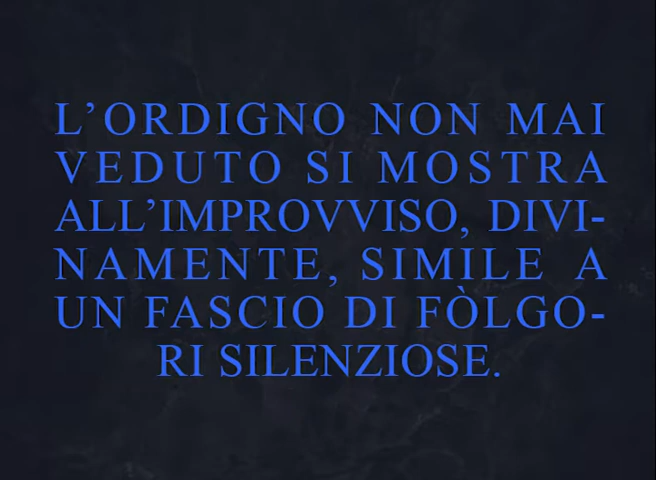 L’ORDIGNO NON MAI
VEDUTO SI MOSTRA
ALL’IMPROVVISO, DIVI-
NAMENTE, SIMILE A
UN FASCIO DI FÒLGO-
RI SILENZIOSE.